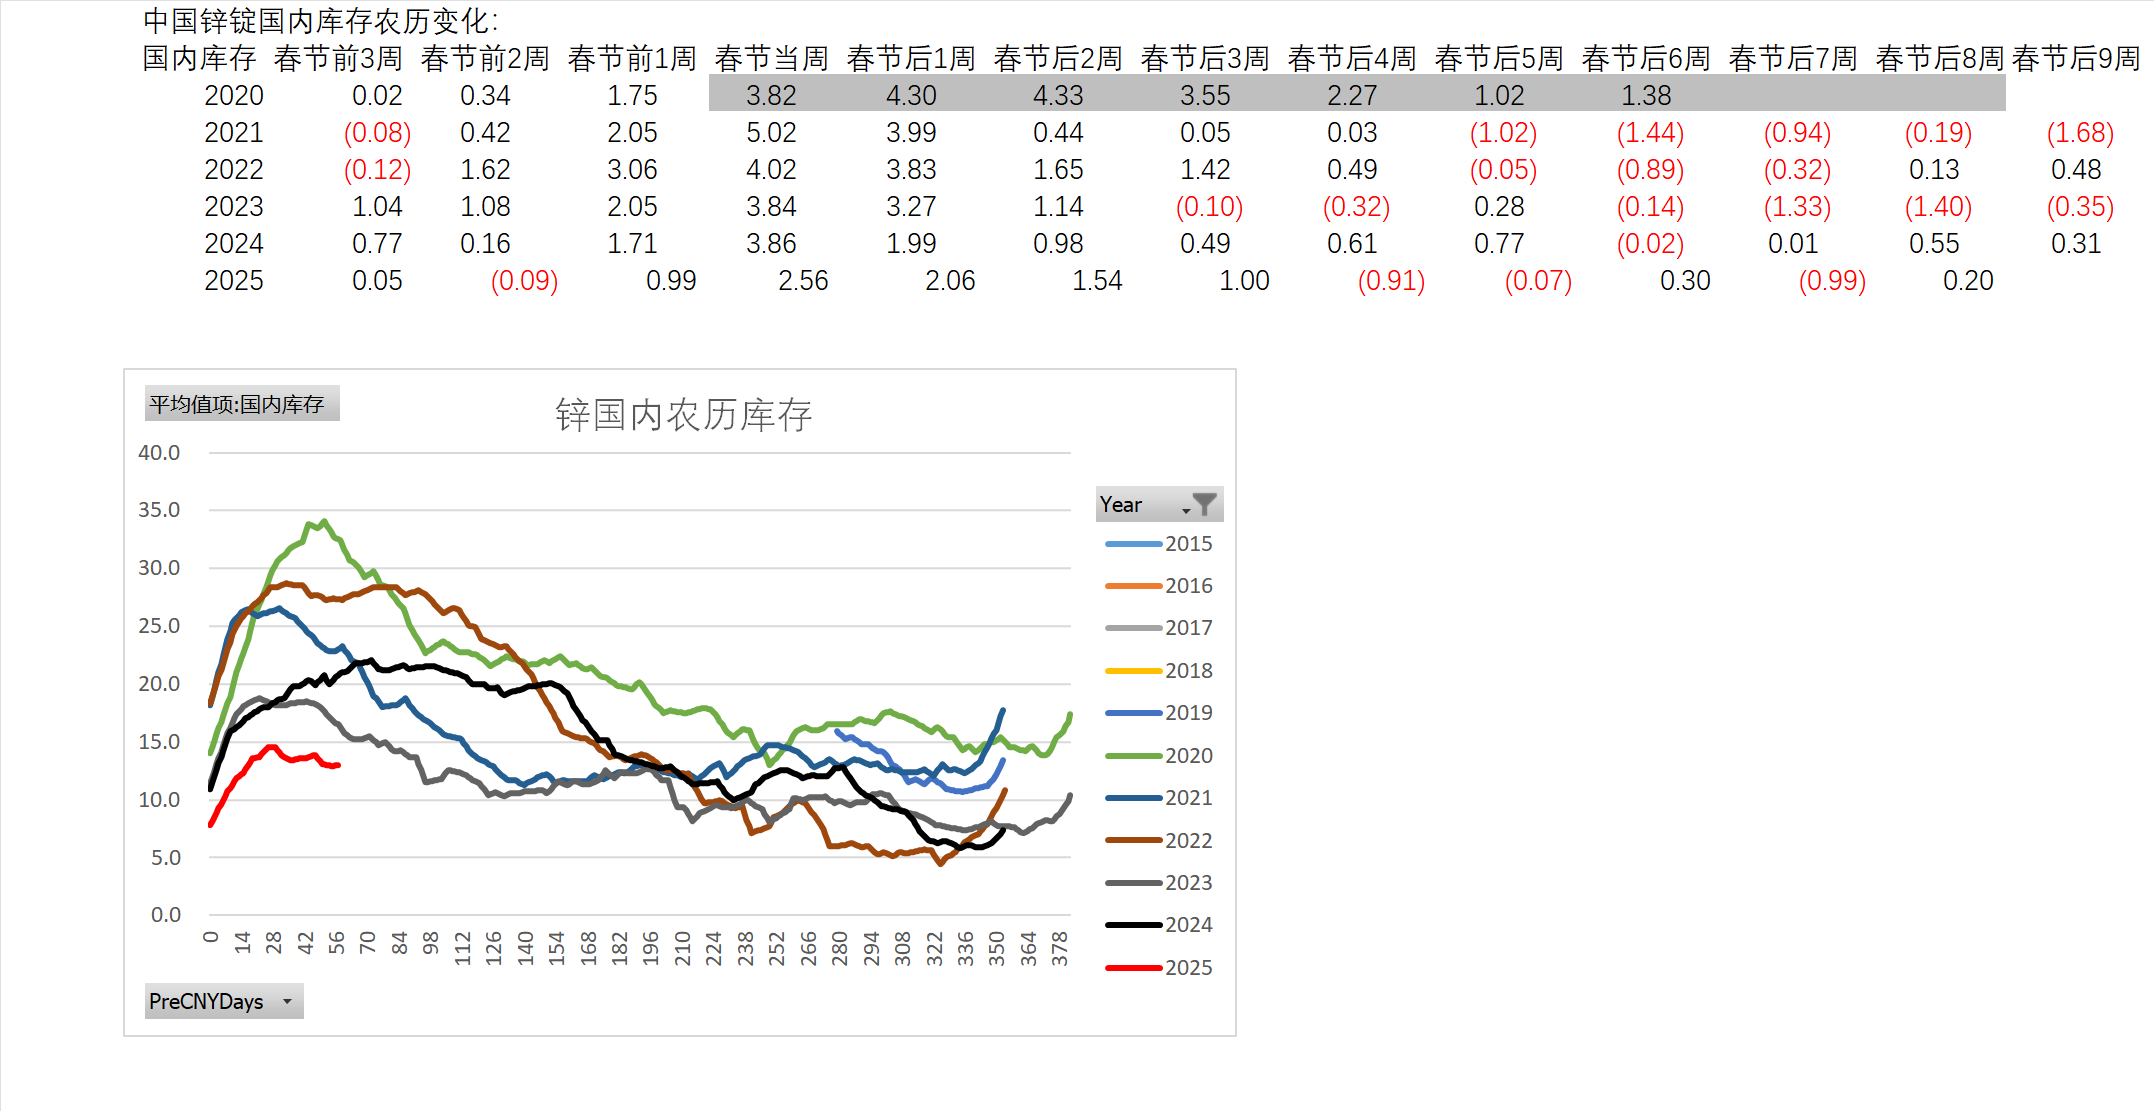 中国锌锭国内库存农历变化:
国内库存 春节前3周 春节前2周 春节前1周 春节当周 春节后1周 春节后2周 春节后3周 春节后4周 春节后5周 春节后6周 春节后7周 春节后8周 春节后9周
2020 0.02 0.34 1.75 3.82 4.30 4.33 3.55 2.27 1.02 1.38
2021 (0.08) 0.42 2.05 5.02 3.99 0.44 0.05 0.03 (1.02) (1.44) (0.94) (0.19) (1.68)
2022 (0.12) 1.62 3.06 4.02 3.83 1.65 1.42 0.49 (0.05) (0.89) (0.32) 0.13 0.48
2023 1.04 1.08 2.05 3.84 3.27 1.14 (0.10) (0.32) 0.28 (0.14) (1.33) (1.40) (0.35)
2024 0.77 0.16 1.71 3.86 1.99 0.98 0.49 0.61 0.77 (0.02) 0.01 0.55 0.31
2025 0.05 (0.09) 0.99 2.56 2.06 1.54 1.00 (0.91) (0.07) 0.30 (0.99) 0.20
平均值项:国内库存
锌国内农历库存
40.0
35.0
30.0
25.0
20.0
15.0
10.0
5.0
0.0
0 14 28 42 56 70 84 98 112 126 140 154 168 182 196 210 224 238 252 266 280 294 308 322 336 350 364 378
Year
2015
2016
2017
2018
2019
2020
2021
2022
2023
2024
2025
PreCNYDays